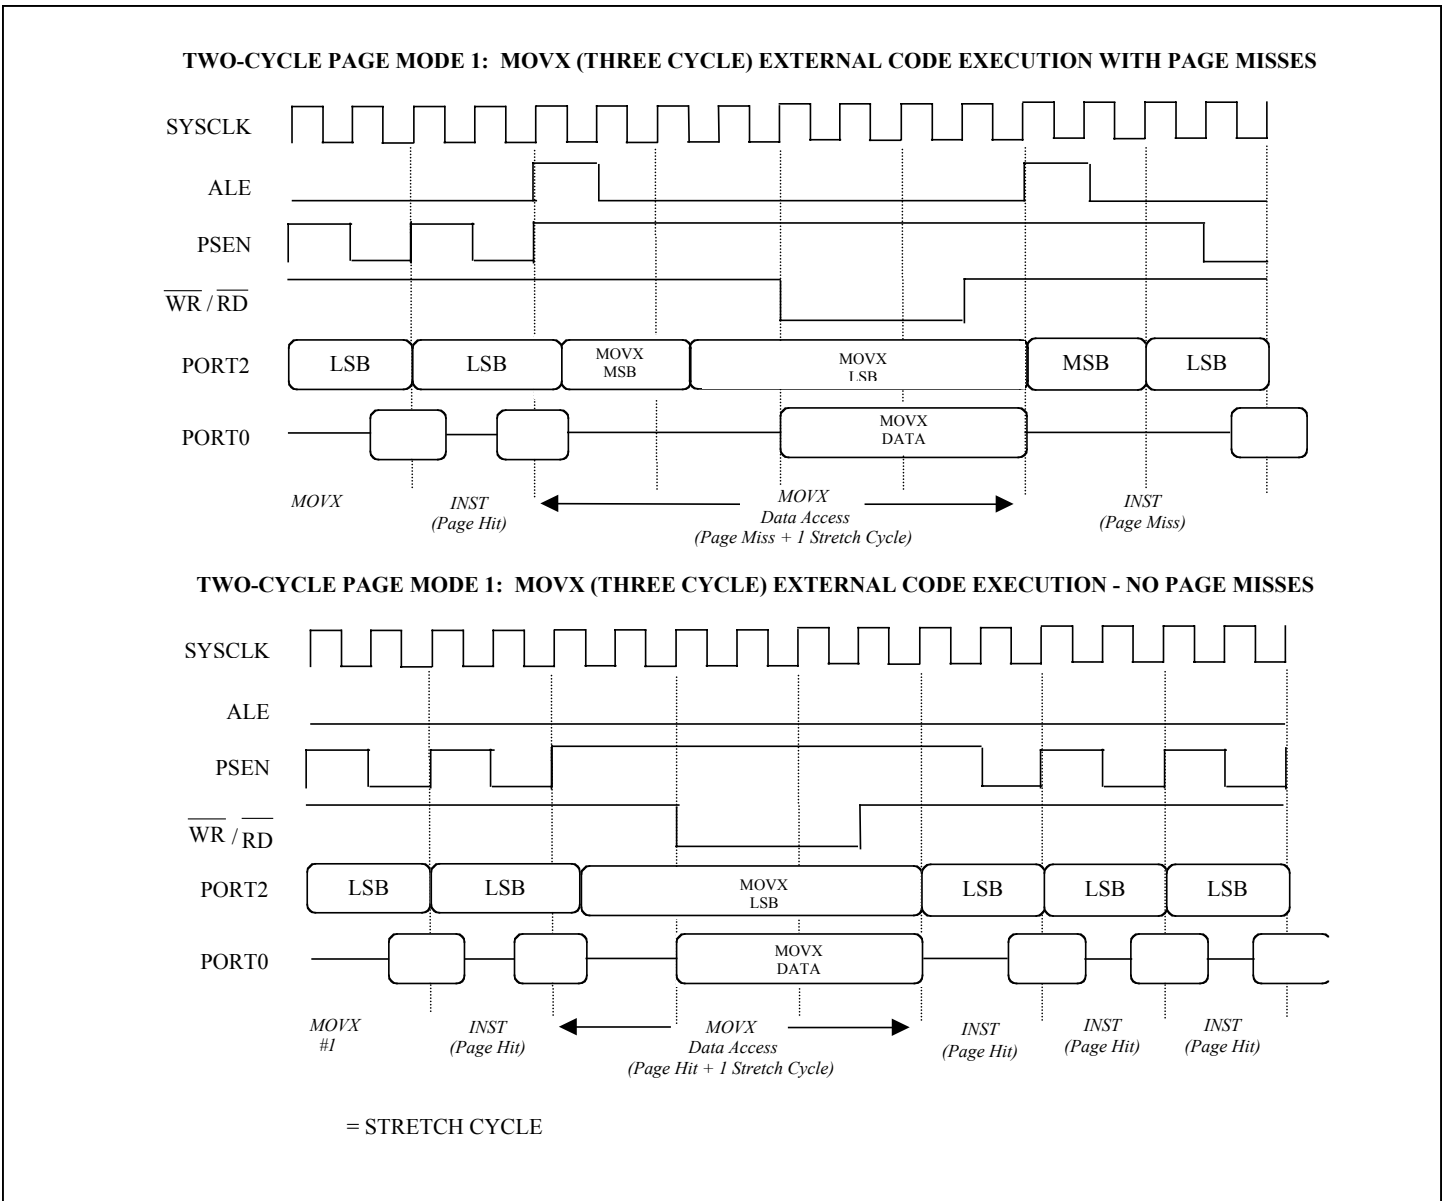 TWO-CYCLE PAGE MODE 1: MOVX (THREE CYCLE) EXTERNAL CODE EXECUTION WITH PAGE MISSES
SYSCLK
ALE
PSEN
WR / RD
PORT2
LSB
LSB
MOVX
MSB
MOVX
LSB
MSB
LSB
PORT0
MOVX
DATA
MOVX
INST
(Page Hit)
MOVX
Data Access
(Page Miss + 1 Stretch Cycle)
INST
(Page Miss)
TWO-CYCLE PAGE MODE 1: MOVX (THREE CYCLE) EXTERNAL CODE EXECUTION - NO PAGE MISSES
SYSCLK
ALE
PSEN
WR / RD
PORT2
LSB
LSB
MOVX
LSB
LSB
LSB
LSB
PORT0
MOVX
DATA
MOVX
#1
INST
(Page Hit)
MOVX
Data Access
(Page Hit + 1 Stretch Cycle)
INST
(Page Hit)
INST
(Page Hit)
INST
(Page Hit)
= STRETCH CYCLE